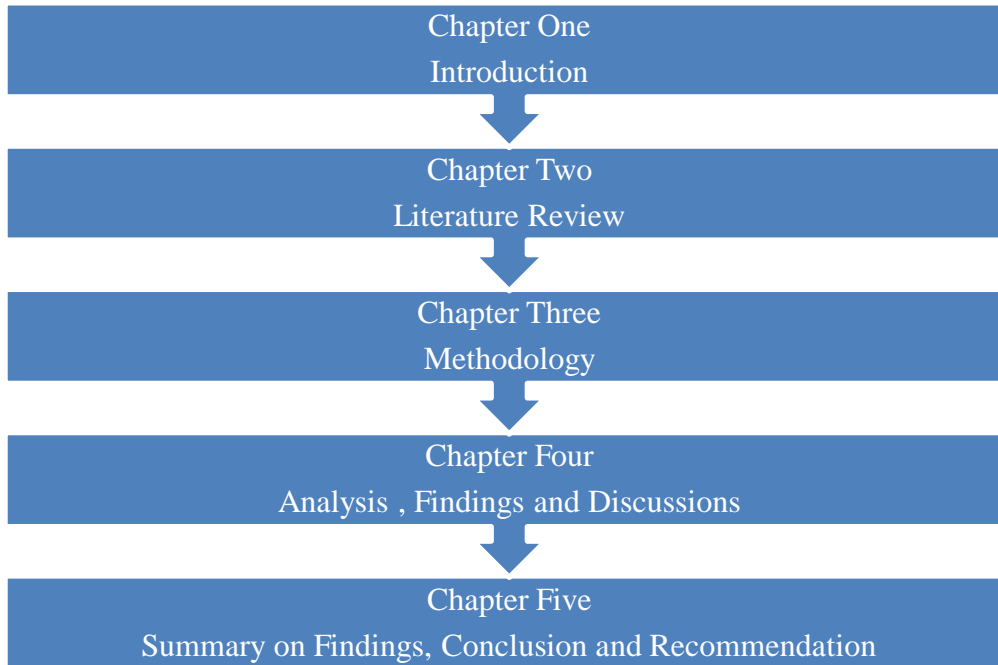 Chapter One
Introduction
Chapter Two
Literature Review
Chapter Three
Methodology
Chapter Four
Analysis , Findings and Discussions
Chapter Five
Summary on Findings, Conclusion and Recommendation